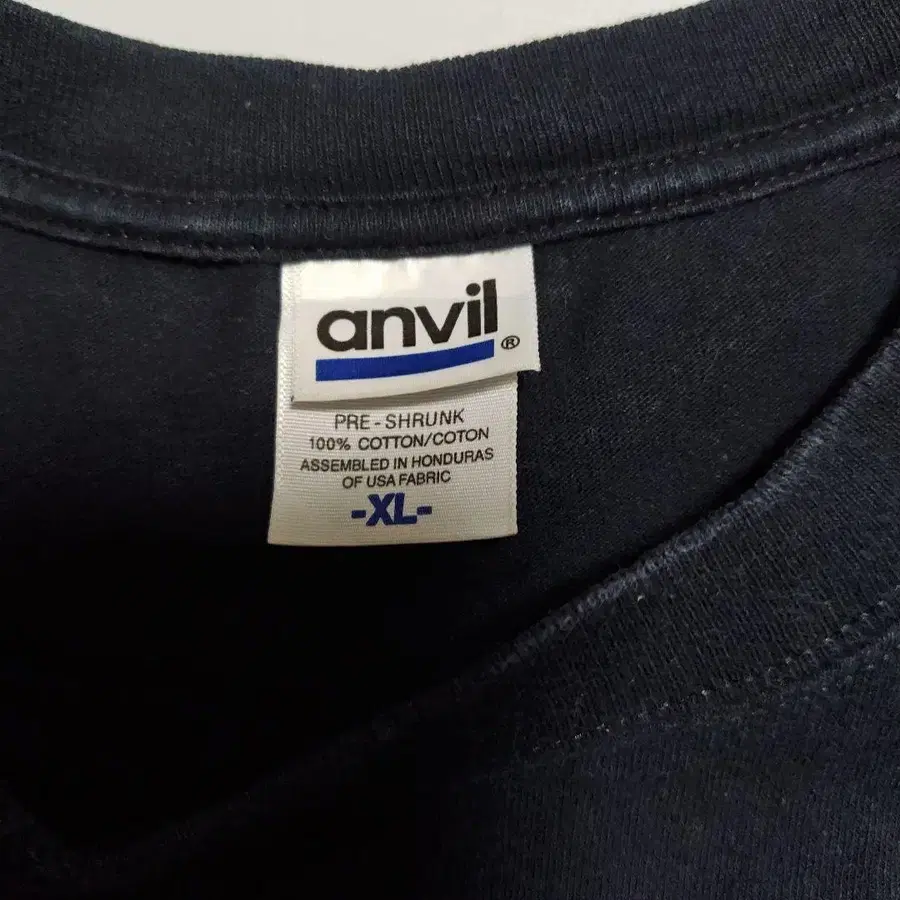 anvil®
PRE-SHRUNK
100% COTTON/COTON
ASSEMBLED IN HONDURAS
OF USA FABRIC
-XL-